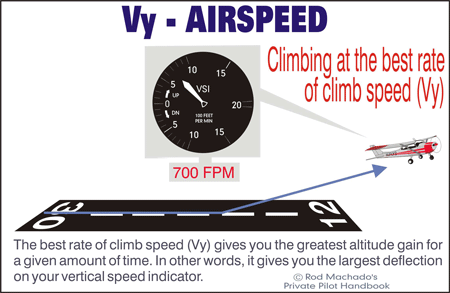 Vy - AIRSPEED
Climbing at the best rate
of climb speed (Vy)
10
15
5
VSI
UP
0
20
DN
100 FEET
PER MIN
5
10
15
700 FPM
03
12
The best rate of climb speed (Vy) gives you the greatest altitude gain for
a given amount of time. In other words, it gives you the largest deflection
on your vertical speed indicator.
© Rod Machado's
Private Pilot Handbook